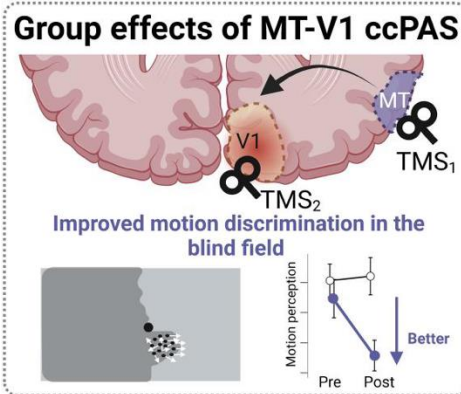 Group effects of MT-V1 ccPAS
MT
V1
TMS₁
TMS₂
Improved motion discrimination in the
blind field
Motion perception
Better
Pre Post